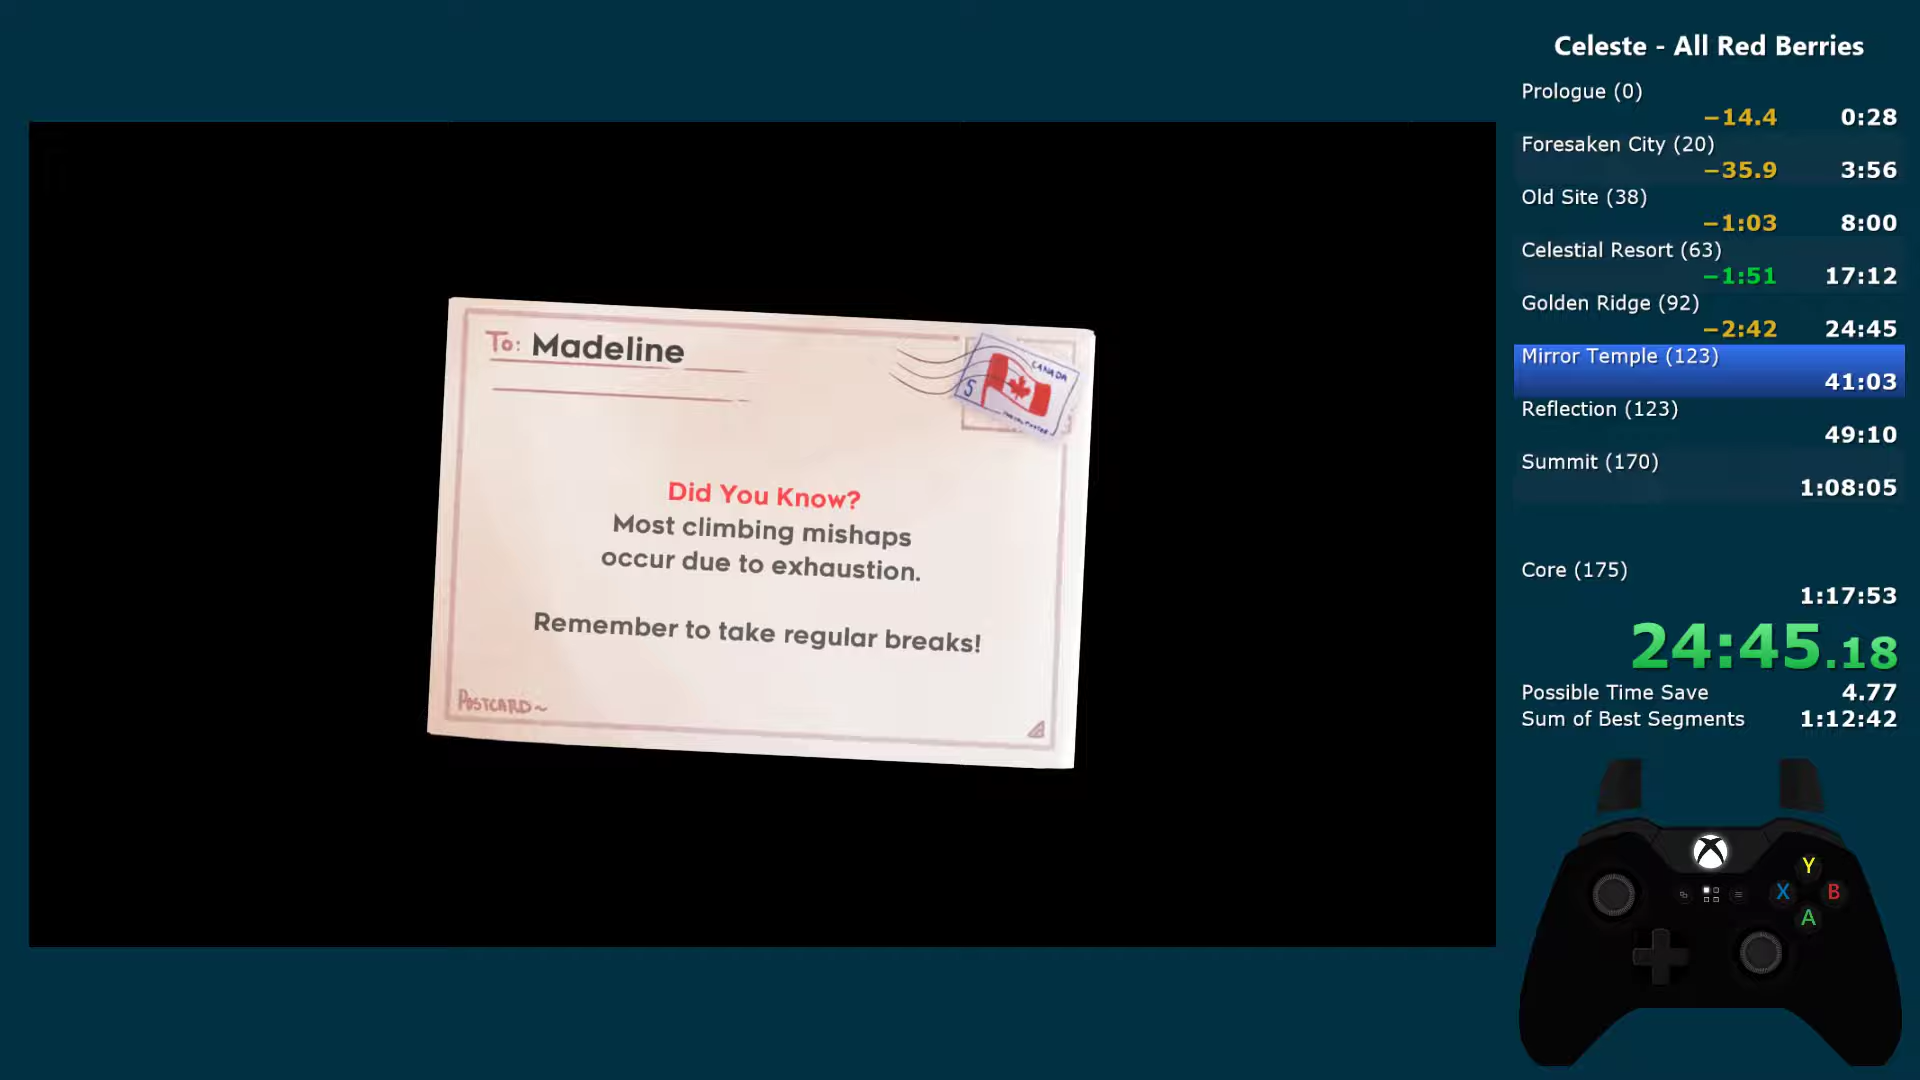 To: Madeline
CANADA
5
Did You Know?
Most climbing mishaps
occur due to exhaustion.
Remember to take regular breaks!
POSTCARD~
Celeste - All Red Berries
Prologue (0)
−14.4 0:28
Foresaken City (20)
−35.9 3:56
Old Site (38)
−1:03 8:00
Celestial Resort (63)
−1:51 17:12
Golden Ridge (92)
−2:42 24:45
Mirror Temple (123)
41:03
Reflection (123)
49:10
Summit (170)
1:08:05
Core (175)
1:17:53
24:45.18
Possible Time Save 4.77
Sum of Best Segments 1:12:42
Y
X B
A